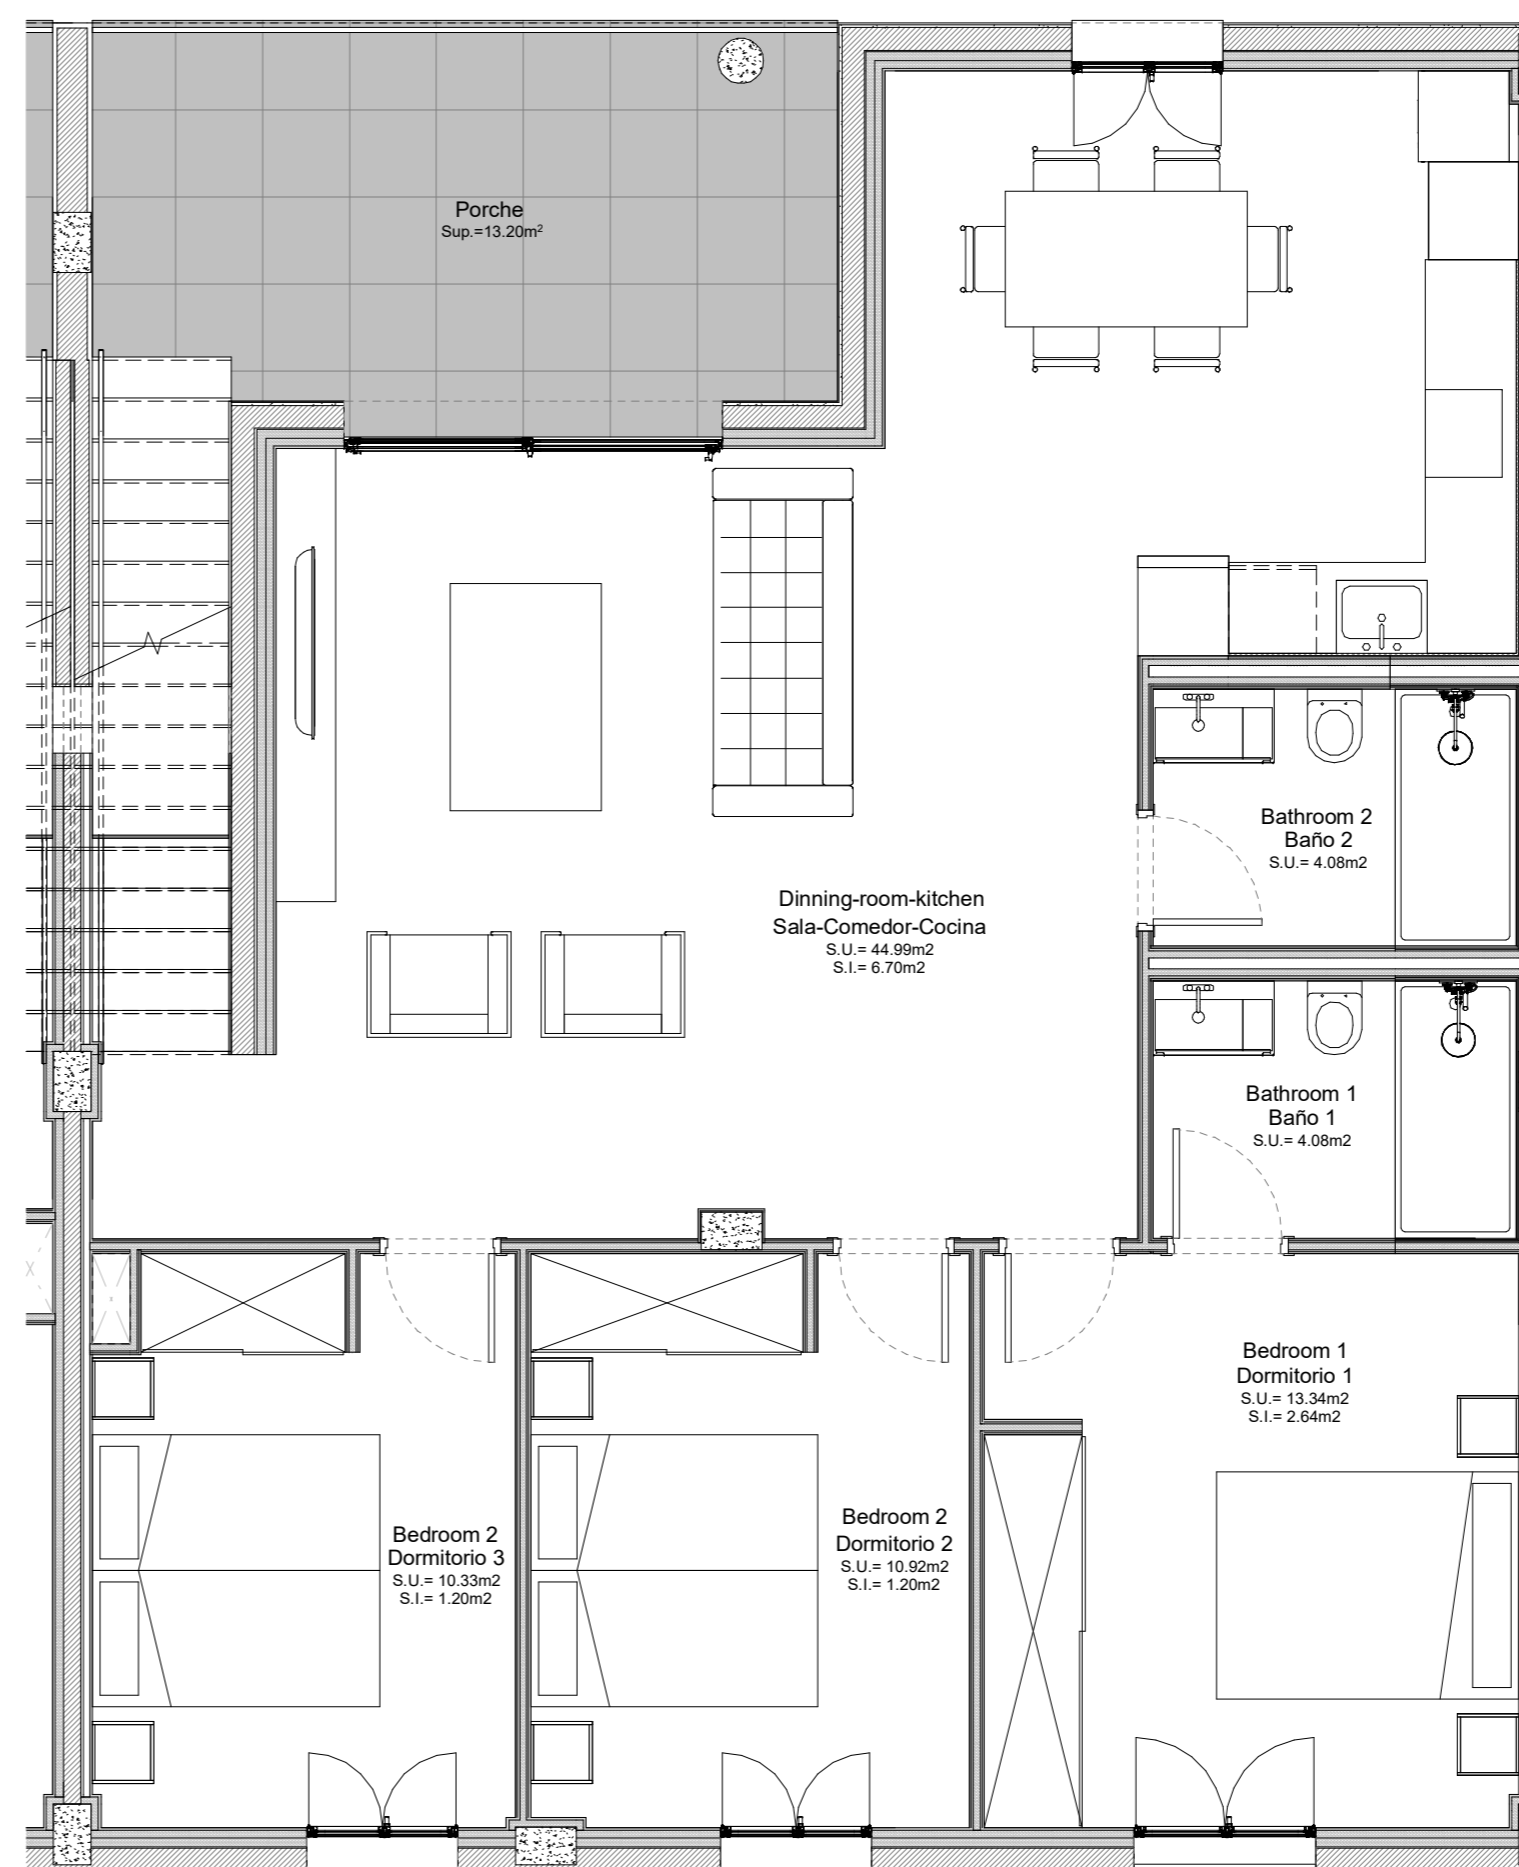 Porche
Sup.=13.20m²
Dinning-room-kitchen
Sala-Comedor-Cocina
S.U.= 44.99m2
S.I.= 6.70m2
Bathroom 2
Baño 2
S.U.= 4.08m2
Bathroom 1
Baño 1
S.U.= 4.08m2
Bedroom 1
Dormitorio 1
S.U.= 13.34m2
S.I.= 2.64m2
Bedroom 2
Dormitorio 2
S.U.= 10.92m2
S.I.= 1.20m2
Bedroom 2
Dormitorio 3
S.U.= 10.33m2
S.I.= 1.20m2